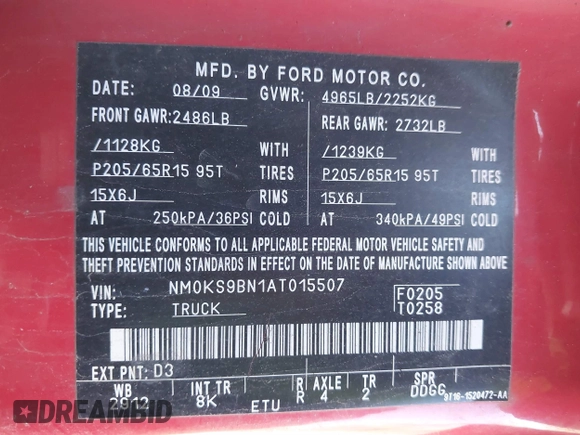 MFD. BY FORD MOTOR CO.
DATE: 08/09 GVWR: 4965LB/2252KG
FRONT GAWR: 2486LB REAR GAWR: 2732LB
/1128KG WITH /1239KG WITH
P205/65R15 95T TIRES P205/65R15 95T TIRES
15X6J RIMS 15X6J RIMS
AT 250kPA/36PSI COLD AT 340kPA/49PSI COLD
THIS VEHICLE CONFORMS TO ALL APPLICABLE FEDERAL MOTOR VEHICLE SAFETY AND
THEFT PREVENTION STANDARDS IN EFFECT ON THE DATE OF MANUFACTURE SHOWN ABOVE.
VIN: NM0KS9BN1AT015507 F0205
TYPE: TRUCK T0258
EXT PNT: D3
WB INT TR R AXLE TR SPR
2912 8K ETU R 4 2 DDGG
9T16-1520472-AA
DREAMBID